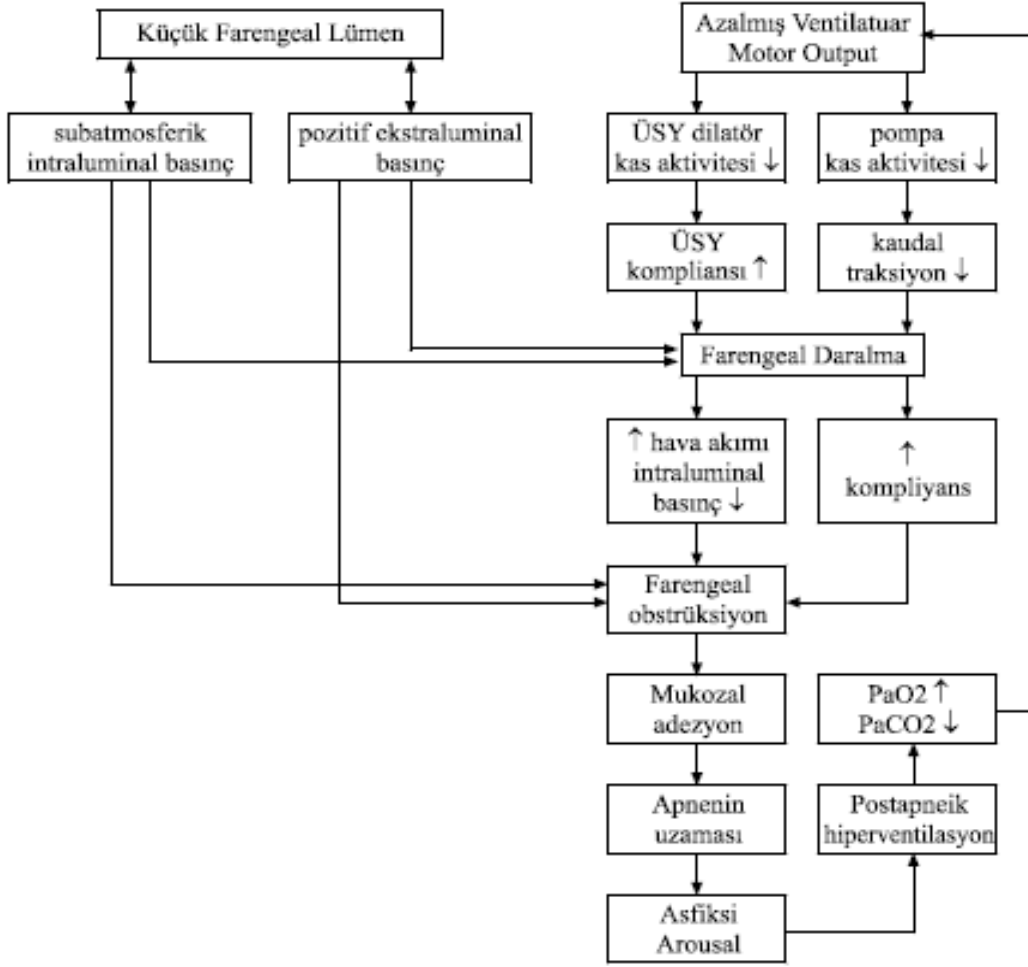 Küçük Farengeal Lümen
subatmosferik
intraluminal basınç
pozitif ekstraluminal
basınç
Azalmış Ventilatuar
Motor Output
ÜSY dilatör
kas aktivitesi ↓
pompa
kas aktivitesi ↓
ÜSY
kompliansı ↑
kaudal
traksiyon ↓
Farengeal Daralma
↑ hava akımı
intraluminal
basınç ↓
↑
kompliyans
Farengeal
obstrüksiyon
Mukozal
adezyon
PaO2 ↑
PaCO2 ↓
Apnenin
uzaması
Postapneik
hiperventilasyon
Asfiksi
Arousal